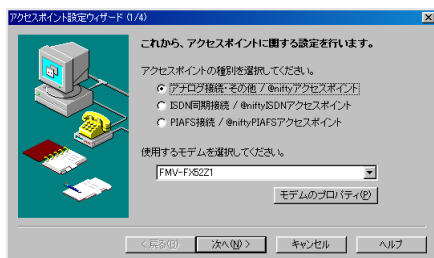 アクセスポイント設定ウィザード (1/4)
これから、アクセスポイントに関する設定を行います。
アクセスポイントの種別を選択してください。
アナログ接続・その他 / @niftyアクセスポイント
ISDN同期接続 / @niftyISDNアクセスポイント
PIAFS接続 / @niftyPIAFSアクセスポイント
使用するモデムを選択してください。
FMV-FX52Z1
モデムのプロパティ(P)
< 戻る(B)
次へ(N) >
キャンセル
ヘルプ